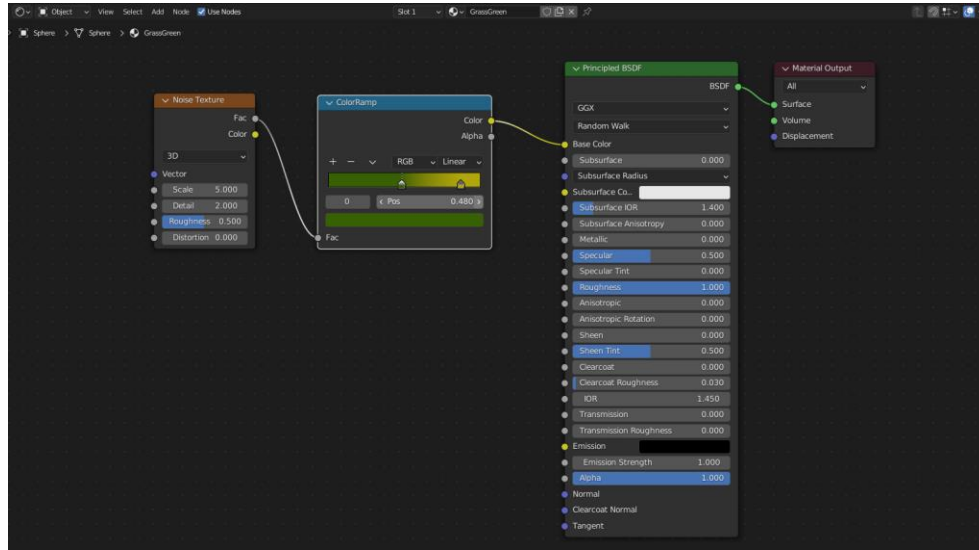 Object View Select Add Node Use Nodes Slot 1 GrassGreen
Sphere > Sphere > GrassGreen
Noise Texture
Fac
Color
3D
Vector
Scale 5.000
Detail 2.000
Roughness 0.500
Distortion 0.000
ColorRamp
Color
Alpha
+ − RGB Linear
0 Pos 0.480
Fac
Principled BSDF
BSDF
GGX
Random Walk
Base Color
Subsurface 0.000
Subsurface Radius
Subsurface Co..
Subsurface IOR 1.400
Subsurface Anisotropy 0.000
Metallic 0.000
Specular 0.500
Specular Tint 0.000
Roughness 1.000
Anisotropic 0.000
Anisotropic Rotation 0.000
Sheen 0.000
Sheen Tint 0.500
Clearcoat 0.000
Clearcoat Roughness 0.030
IOR 1.450
Transmission 0.000
Transmission Roughness 0.000
Emission
Emission Strength 1.000
Alpha 1.000
Normal
Clearcoat Normal
Tangent
Material Output
All
Surface
Volume
Displacement